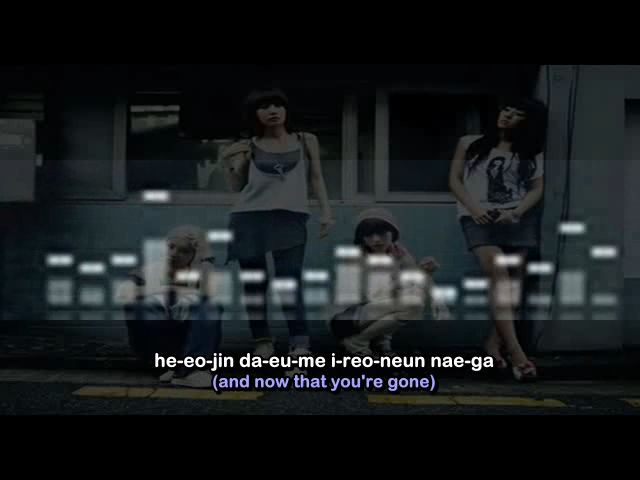 he-eo-jin da-eu-me i-reo-neun nae-ga
(and now that you're gone)